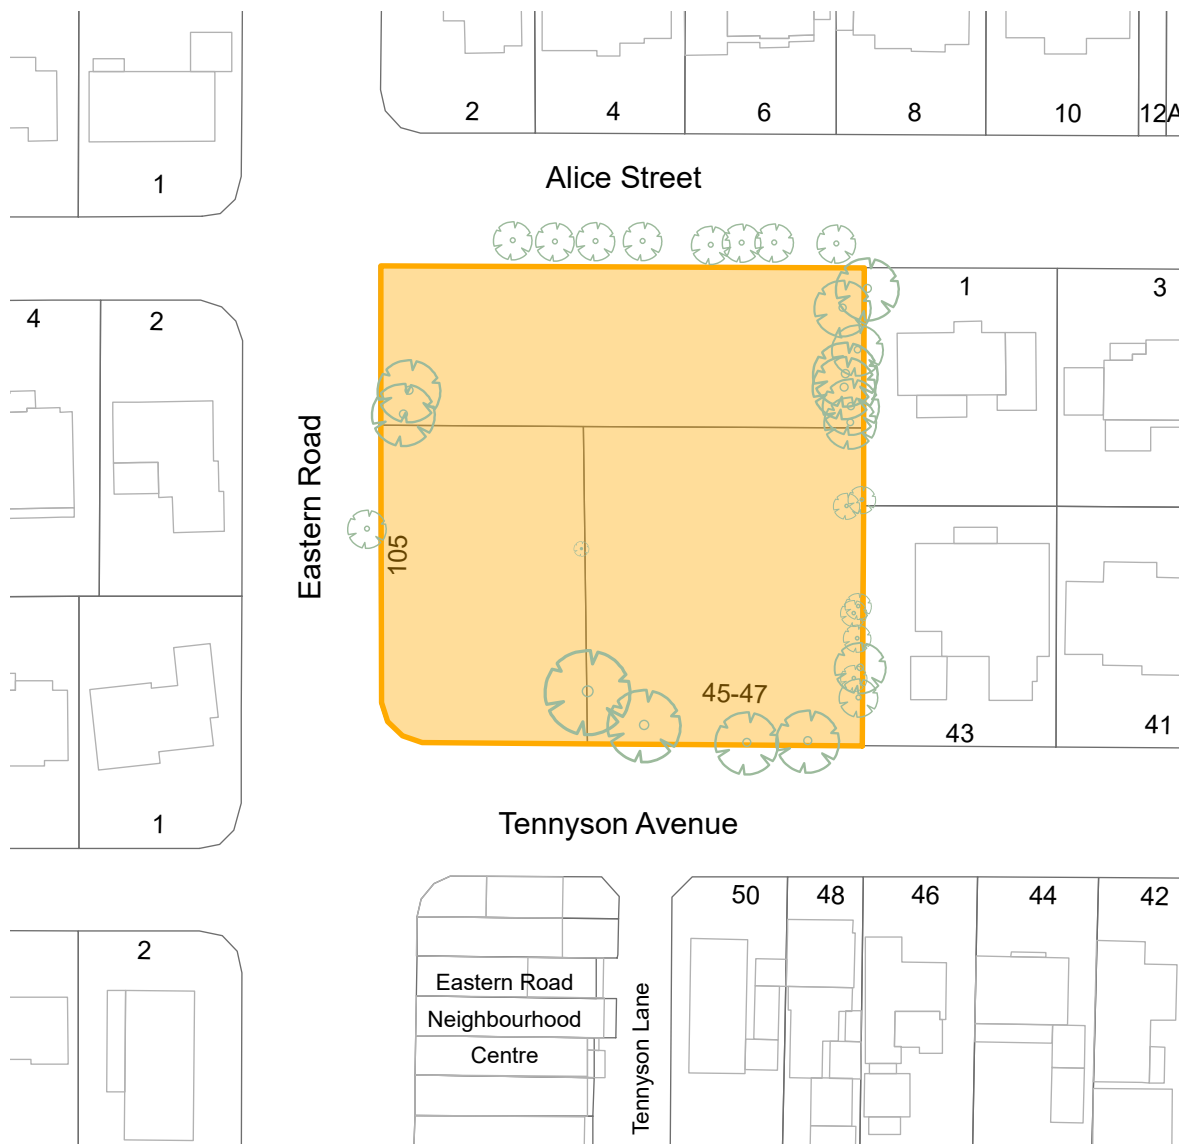 2
4
6
8
10
12A
1
Alice Street
1
3
4
2
Eastern Road
105
45-47
43
41
1
Tennyson Avenue
50
48
46
44
42
2
Eastern Road
Neighbourhood
Centre
Tennyson Lane